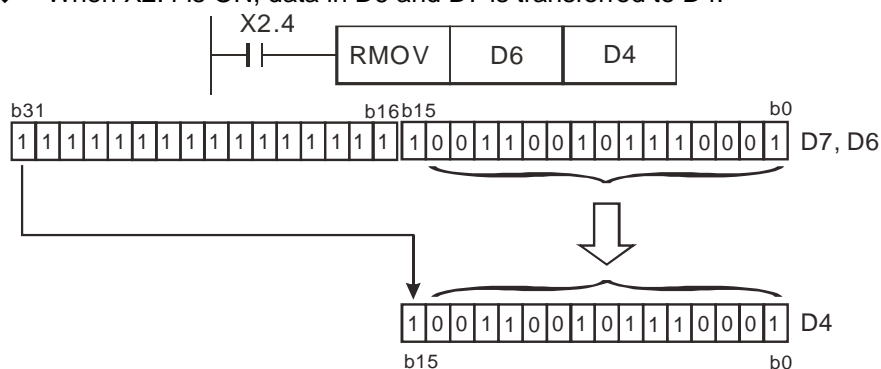 When X2.4 is ON, data in D6 and D7 is transferred to D4.
X2.4
RMOV D6 D4
b31 b16 b15 b0
1 1 1 1 1 1 1 1 1 1 1 1 1 1 1 1 1 0 0 1 1 0 0 1 0 1 1 1 0 0 0 1 D7, D6
1 0 0 1 1 0 0 1 0 1 1 1 0 0 0 1 D4
b15 b0